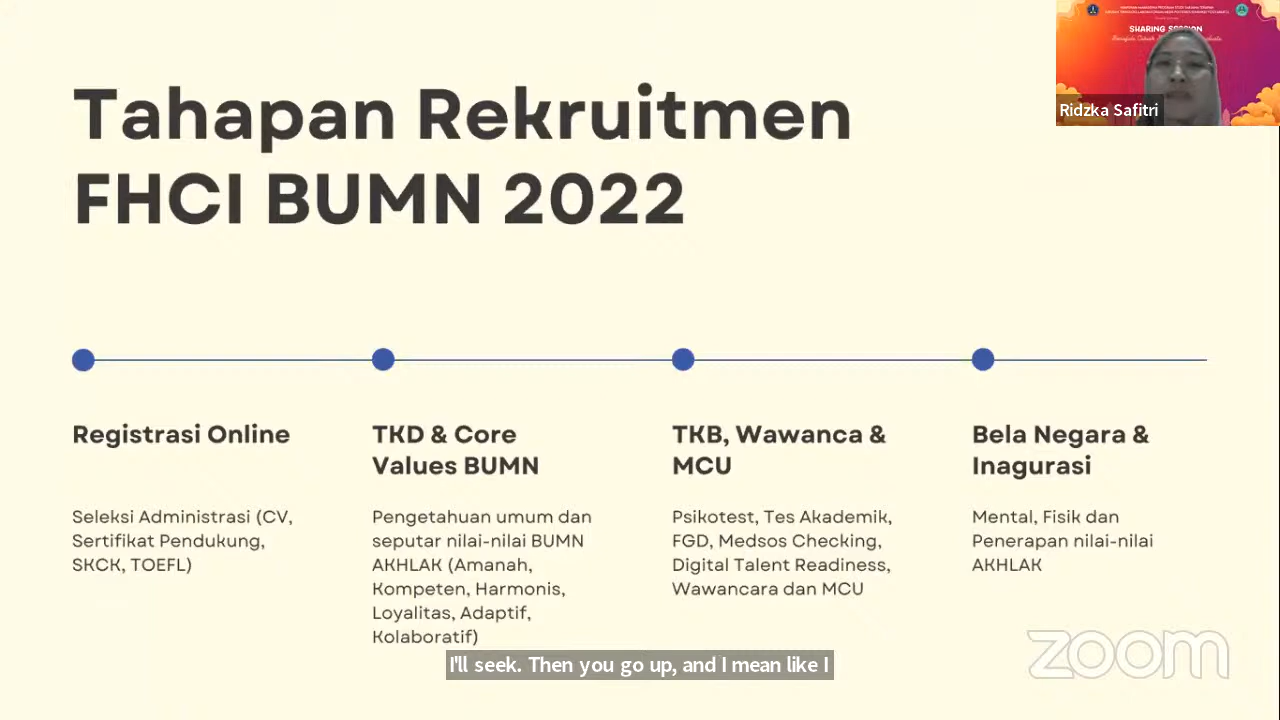 SHARING SESSION
Ridzka Safitri
Tahapan Rekruitmen
FHCI BUMN 2022
Registrasi Online
Seleksi Administrasi (CV,
Sertifikat Pendukung,
SKCK, TOEFL)
TKD & Core
Values BUMN
Pengetahuan umum dan
seputar nilai-nilai BUMN
AKHLAK (Amanah,
Kompeten, Harmonis,
Loyalitas, Adaptif,
Kolaboratif)
TKB, Wawanca &
MCU
Psikotest, Tes Akademik,
FGD, Medsos Checking,
Digital Talent Readiness,
Wawancara dan MCU
Bela Negara &
Inagurasi
Mental, Fisik dan
Penerapan nilai-nilai
AKHLAK
zoom
I'll seek. Then you go up, and I mean like I